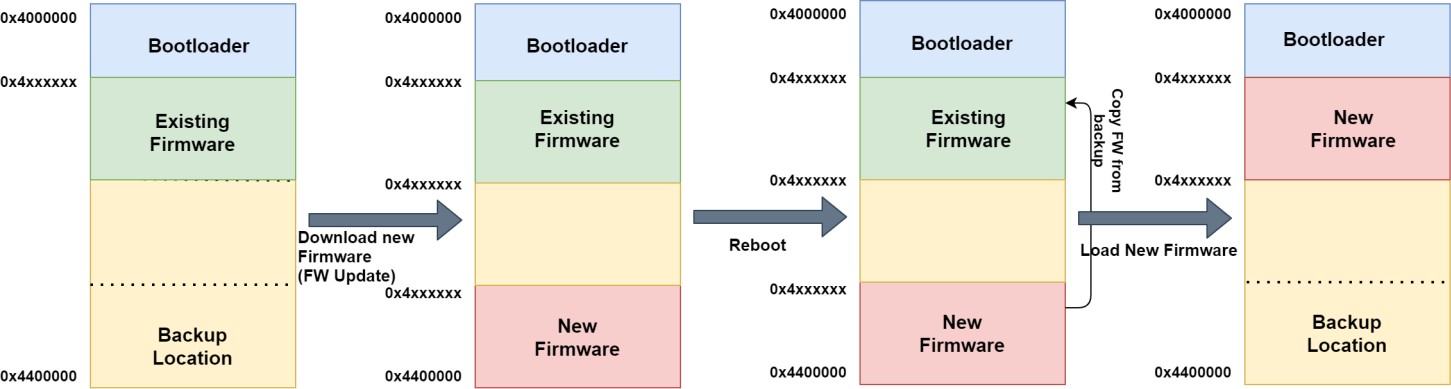 0x4000000
Bootloader
0x4xxxxxx
Existing
Firmware
Backup
Location
0x4400000
Download new
Firmware
(FW Update)
0x4000000
Bootloader
0x4xxxxxx
Existing
Firmware
0x4xxxxxx
0x4xxxxxx
New
Firmware
0x4400000
Reboot
0x4000000
Bootloader
0x4xxxxxx
Existing
Firmware
0x4xxxxxx
0x4xxxxxx
New
Firmware
0x4400000
Copy FW from
backup
Load New Firmware
0x4000000
Bootloader
0x4xxxxxx
New
Firmware
0x4xxxxxx
Backup
Location
0x4400000